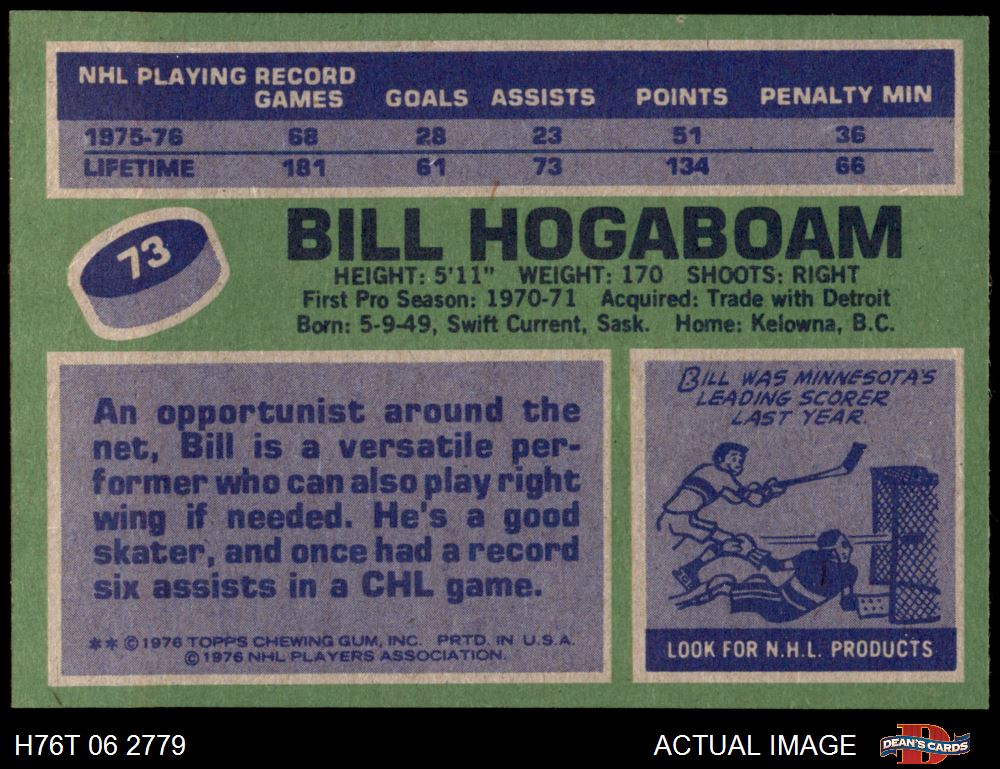 NHL PLAYING RECORD
GAMES GOALS ASSISTS POINTS PENALTY MIN
1975-76 68 28 23 51 36
LIFETIME 181 61 73 134 66
73
BILL HOGABOAM
HEIGHT: 5'11" WEIGHT: 170 SHOOTS: RIGHT
First Pro Season: 1970-71 Acquired: Trade with Detroit
Born: 5-9-49, Swift Current, Sask. Home: Kelowna, B.C.
An opportunist around the
net, Bill is a versatile per-
former who can also play right
wing if needed. He's a good
skater, and once had a record
six assists in a CHL game.
** ©1976 TOPPS CHEWING GUM, INC. PRTD. IN U.S.A.
©1976 NHL PLAYERS ASSOCIATION.
BILL WAS MINNESOTA'S
LEADING SCORER
LAST YEAR.
LOOK FOR N.H.L. PRODUCTS
H76T 06 2779
ACTUAL IMAGE
D
DEAN'S CARDS